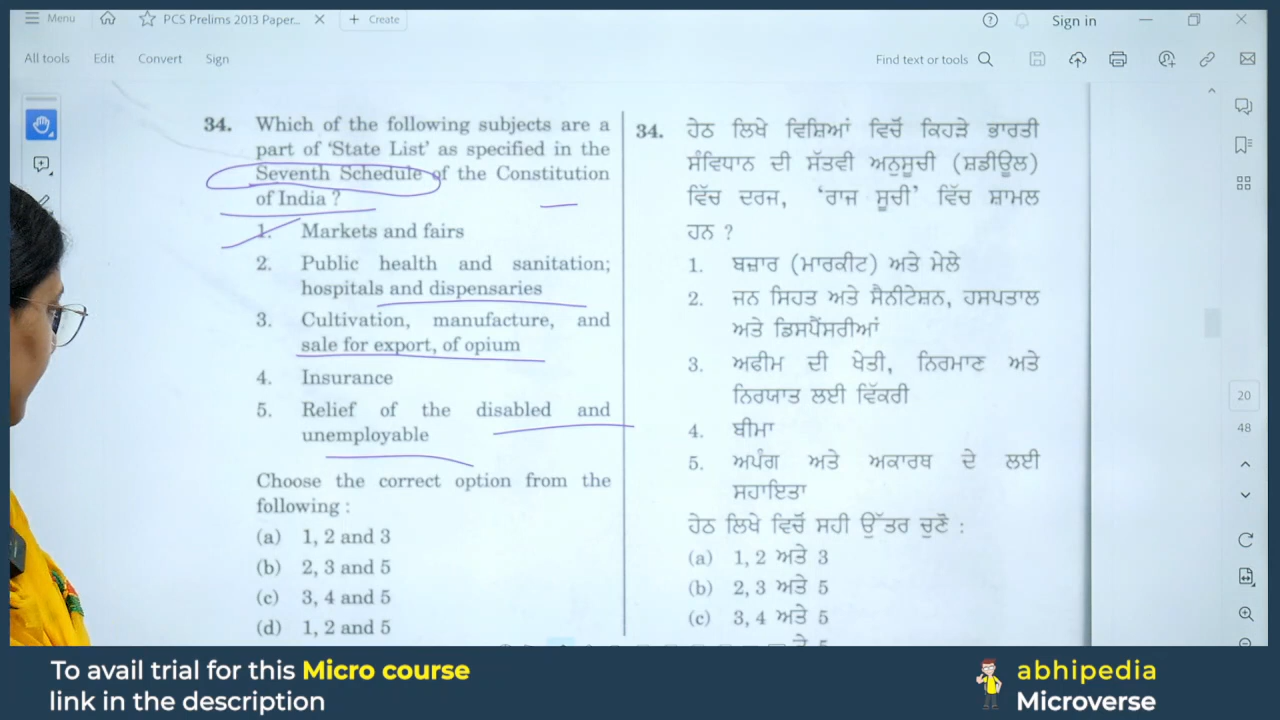 Menu
PCS Prelims 2013 Paper...
Create
Sign in
All tools
Edit
Convert
Sign
Find text or tools
34. Which of the following subjects are a
part of 'State List' as specified in the
Seventh Schedule of the Constitution
of India ?
1. Markets and fairs
2. Public health and sanitation;
hospitals and dispensaries
3. Cultivation, manufacture, and
sale for export, of opium
4. Insurance
5. Relief of the disabled and
unemployable
Choose the correct option from the
following :
(a) 1, 2 and 3
(b) 2, 3 and 5
(c) 3, 4 and 5
(d) 1, 2 and 5
34. ਹੇਠ ਲਿਖੇ ਵਿਸ਼ਿਆਂ ਵਿਚੋਂ ਕਿਹੜੇ ਭਾਰਤੀ
ਸੰਵਿਧਾਨ ਦੀ ਸੱਤਵੀ ਅਨੁਸੂਚੀ (ਸ਼ਡੀਊਲ)
ਵਿੱਚ ਦਰਜ, 'ਰਾਜ ਸੂਚੀ' ਵਿੱਚ ਸ਼ਾਮਲ
ਹਨ ?
1. ਬਜ਼ਾਰ (ਮਾਰਕੀਟ) ਅਤੇ ਮੇਲੇ
2. ਜਨ ਸਿਹਤ ਅਤੇ ਸੈਨੀਟੇਸ਼ਨ, ਹਸਪਤਾਲ
ਅਤੇ ਡਿਸਪੈਂਸਰੀਆਂ
3. ਅਫੀਮ ਦੀ ਖੇਤੀ, ਨਿਰਮਾਣ ਅਤੇ
ਨਿਰਯਾਤ ਲਈ ਵਿੱਕਰੀ
4. ਬੀਮਾ
5. ਅਪੰਗ ਅਤੇ ਅਕਾਰਥ ਦੇ ਲਈ
ਸਹਾਇਤਾ
ਹੇਠ ਲਿਖੇ ਵਿਚੋਂ ਸਹੀ ਉੱਤਰ ਚੁਣੋ :
(a) 1, 2 ਅਤੇ 3
(b) 2, 3 ਅਤੇ 5
(c) 3, 4 ਅਤੇ 5
20
48
To avail trial for this Micro course
link in the description
abhipedia
Microverse